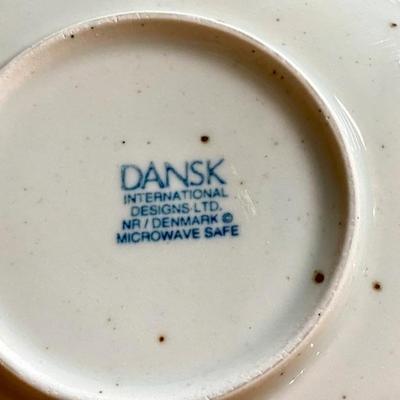 DANSK
INTERNATIONAL
DESIGNS LTD.
NR / DENMARK ©
MICROWAVE SAFE